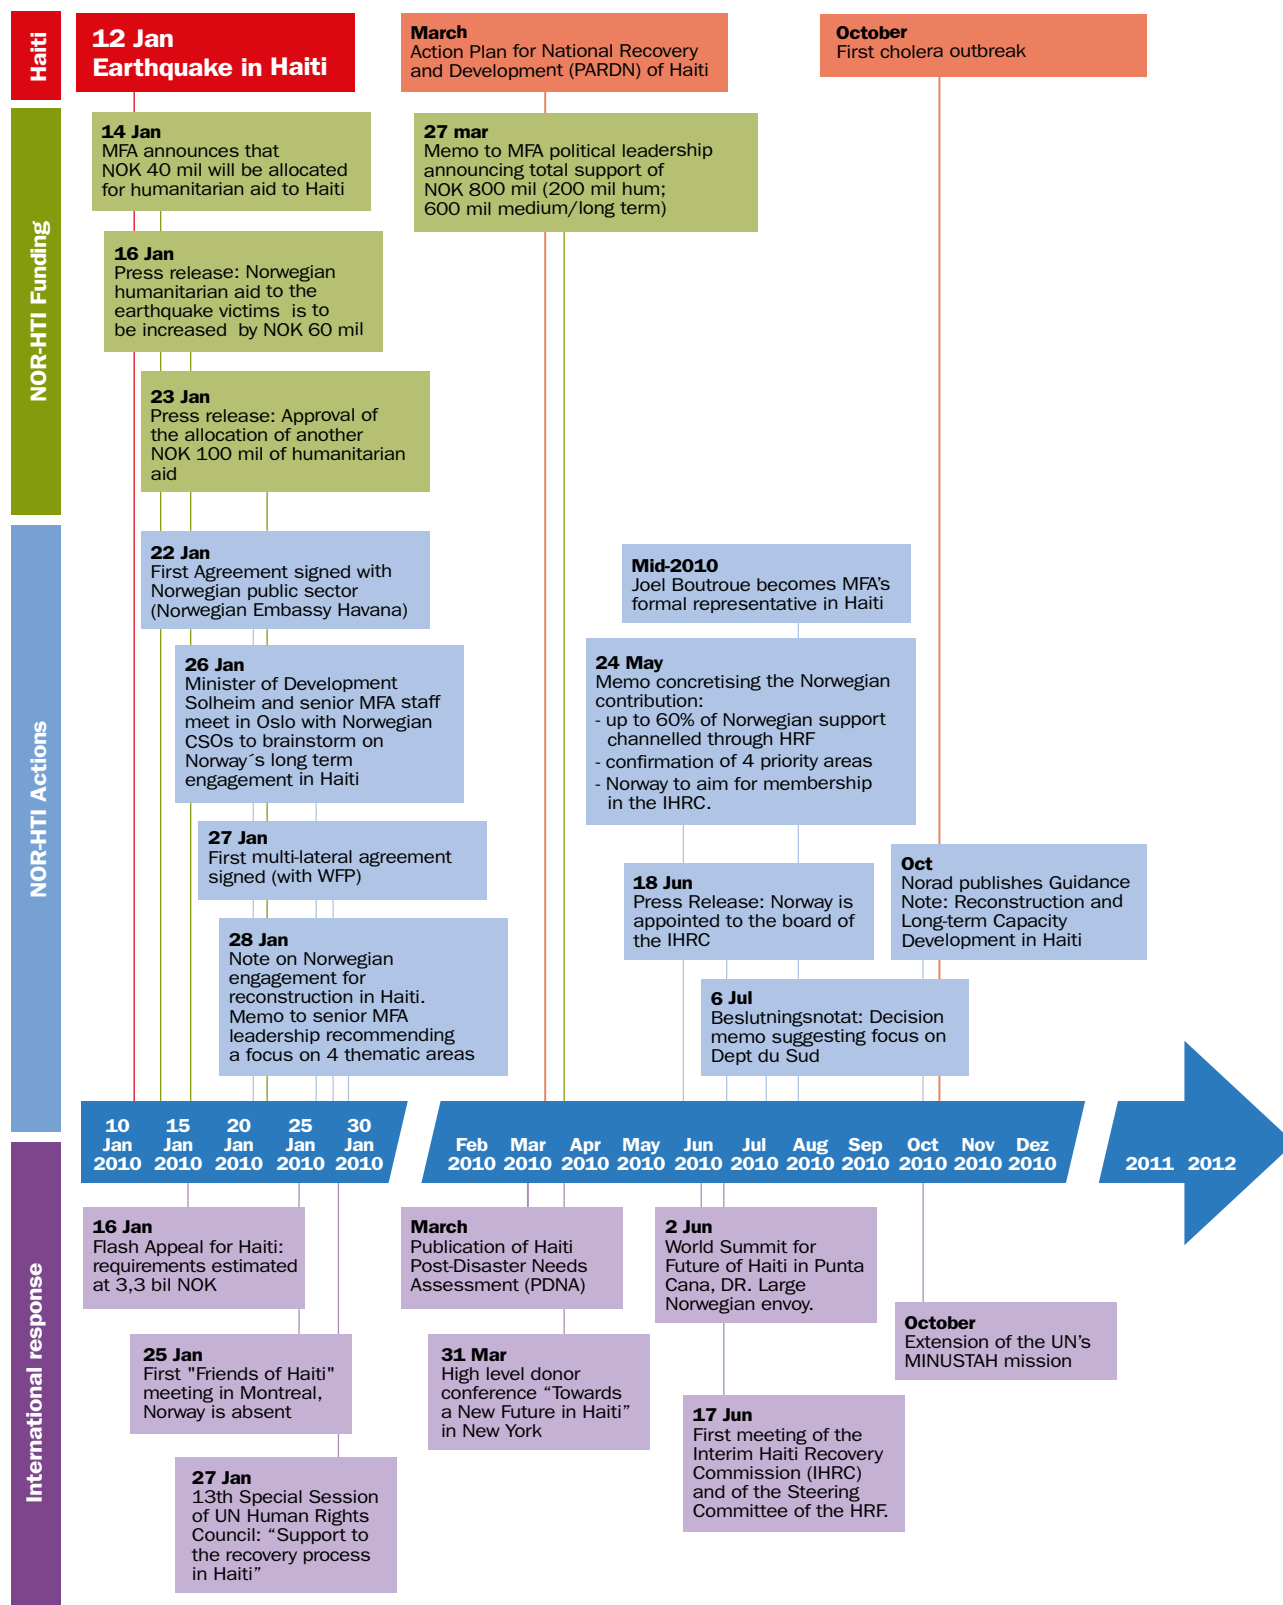 Haiti
12 Jan
Earthquake in Haiti
March
Action Plan for National Recovery
and Development (PARDN) of Haiti
October
First cholera outbreak
NOR-HTI Funding
14 Jan
MFA announces that
NOK 40 mil will be allocated
for humanitarian aid to Haiti
16 Jan
Press release: Norwegian
humanitarian aid to the
earthquake victims is to
be increased by NOK 60 mil
23 Jan
Press release: Approval of
the allocation of another
NOK 100 mil of humanitarian
aid
27 mar
Memo to MFA political leadership
announcing total support of
NOK 800 mil (200 mil hum;
600 mil medium/long term)
NOR-HTI Actions
22 Jan
First Agreement signed with
Norwegian public sector
(Norwegian Embassy Havana)
26 Jan
Minister of Development
Solheim and senior MFA staff
meet in Oslo with Norwegian
CSOs to brainstorm on
Norway´s long term
engagement in Haiti
27 Jan
First multi-lateral agreement
signed (with WFP)
28 Jan
Note on Norwegian
engagement for
reconstruction in Haiti.
Memo to senior MFA
leadership recommending
a focus on 4 thematic areas
Mid-2010
Joel Boutroue becomes MFA’s
formal representative in Haiti
24 May
Memo concretising the Norwegian
contribution:
- up to 60% of Norwegian support
channelled through HRF
- confirmation of 4 priority areas
- Norway to aim for membership
in the IHRC.
18 Jun
Press Release: Norway is
appointed to the board of
the IHRC
6 Jul
Beslutningsnotat: Decision
memo suggesting focus on
Dept du Sud
Oct
Norad publishes Guidance
Note: Reconstruction and
Long-term Capacity
Development in Haiti
10
Jan
2010
15
Jan
2010
20
Jan
2010
25
Jan
2010
30
Jan
2010
Feb
2010
Mar
2010
Apr
2010
May
2010
Jun
2010
Jul
2010
Aug
2010
Sep
2010
Oct
2010
Nov
2010
Dez
2010
2011
2012
International response
16 Jan
Flash Appeal for Haiti:
requirements estimated
at 3,3 bil NOK
25 Jan
First "Friends of Haiti"
meeting in Montreal,
Norway is absent
27 Jan
13th Special Session
of UN Human Rights
Council: “Support to
the recovery process
in Haiti”
March
Publication of Haiti
Post-Disaster Needs
Assessment (PDNA)
31 Mar
High level donor
conference “Towards
a New Future in Haiti”
in New York
2 Jun
World Summit for
Future of Haiti in Punta
Cana, DR. Large
Norwegian envoy.
17 Jun
First meeting of the
Interim Haiti Recovery
Commission (IHRC)
and of the Steering
Committee of the HRF.
October
Extension of the UN’s
MINUSTAH mission